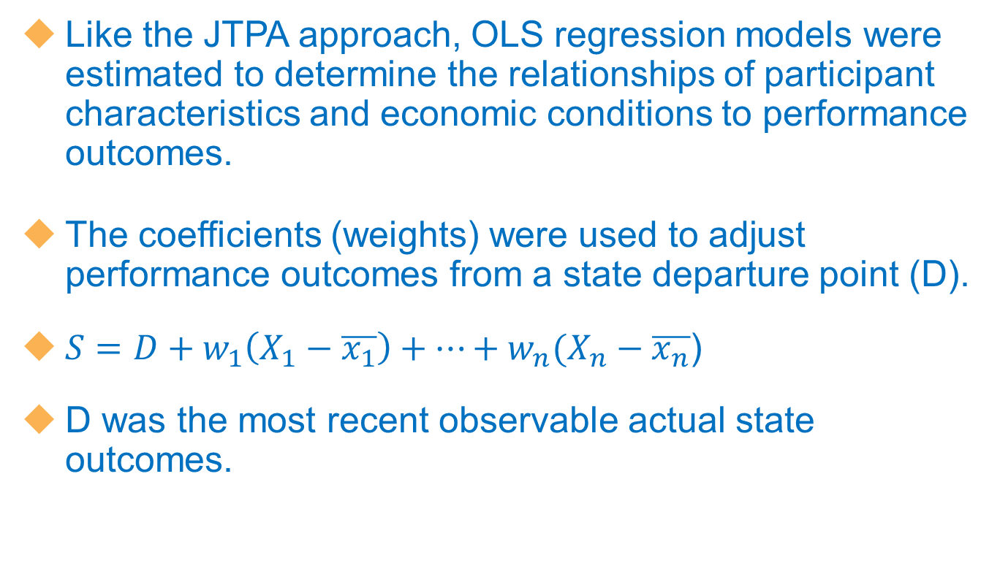 ◆ Like the JTPA approach, OLS regression models were
estimated to determine the relationships of participant
characteristics and economic conditions to performance
outcomes.
◆ The coefficients (weights) were used to adjust
performance outcomes from a state departure point (D).
◆ $S = D + w_1(X_1 - \overline{x_1}) + \cdots + w_n(X_n - \overline{x_n})$
◆ D was the most recent observable actual state
outcomes.